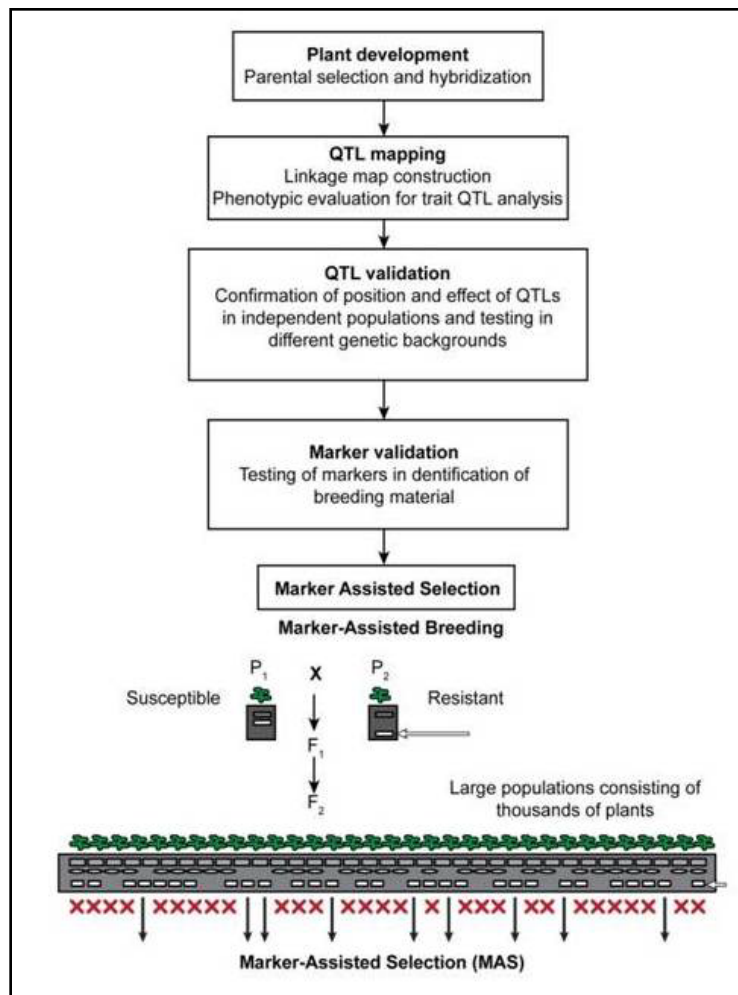 Plant development
Parental selection and hybridization
QTL mapping
Linkage map construction
Phenotypic evaluation for trait QTL analysis
QTL validation
Confirmation of position and effect of QTLs
in independent populations and testing in
different genetic backgrounds
Marker validation
Testing of markers in dentification of
breeding material
Marker Assisted Selection
Marker-Assisted Breeding
P₁ X P₂
Susceptible Resistant
F₁
F₂
Large populations consisting of
thousands of plants
Marker-Assisted Selection (MAS)